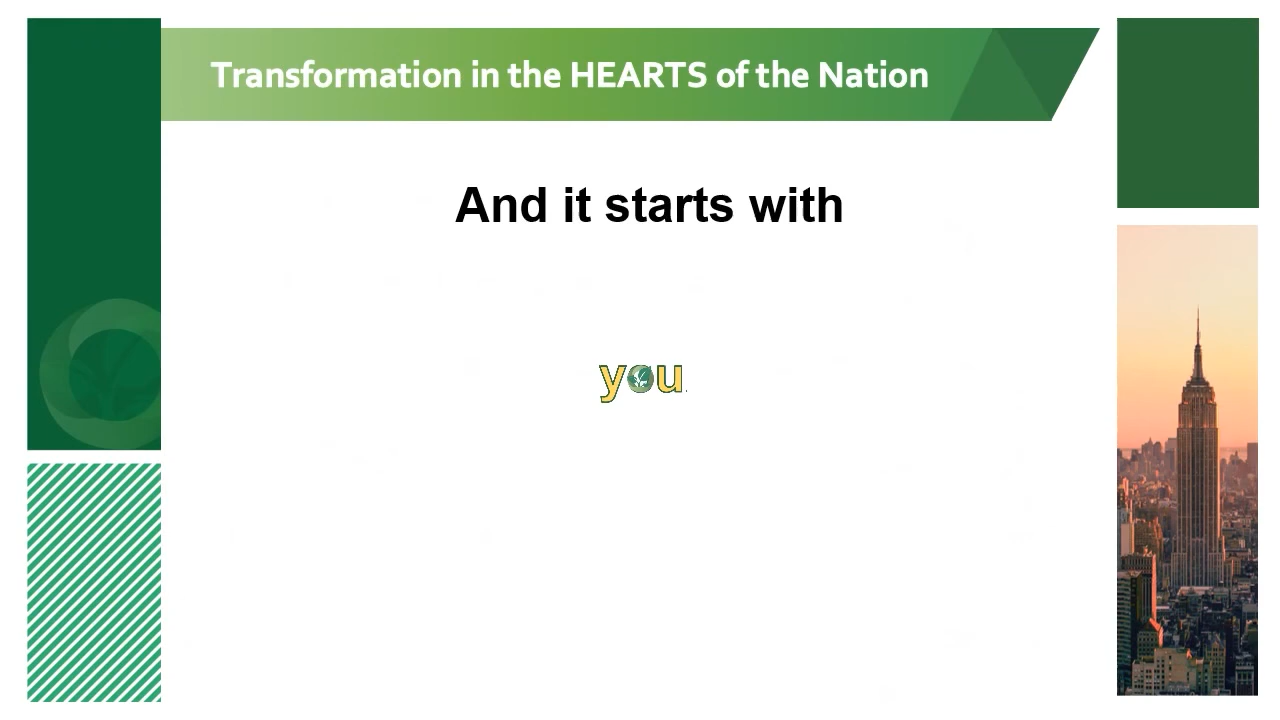 Transformation in the HEARTS of the Nation
And it starts with
you.